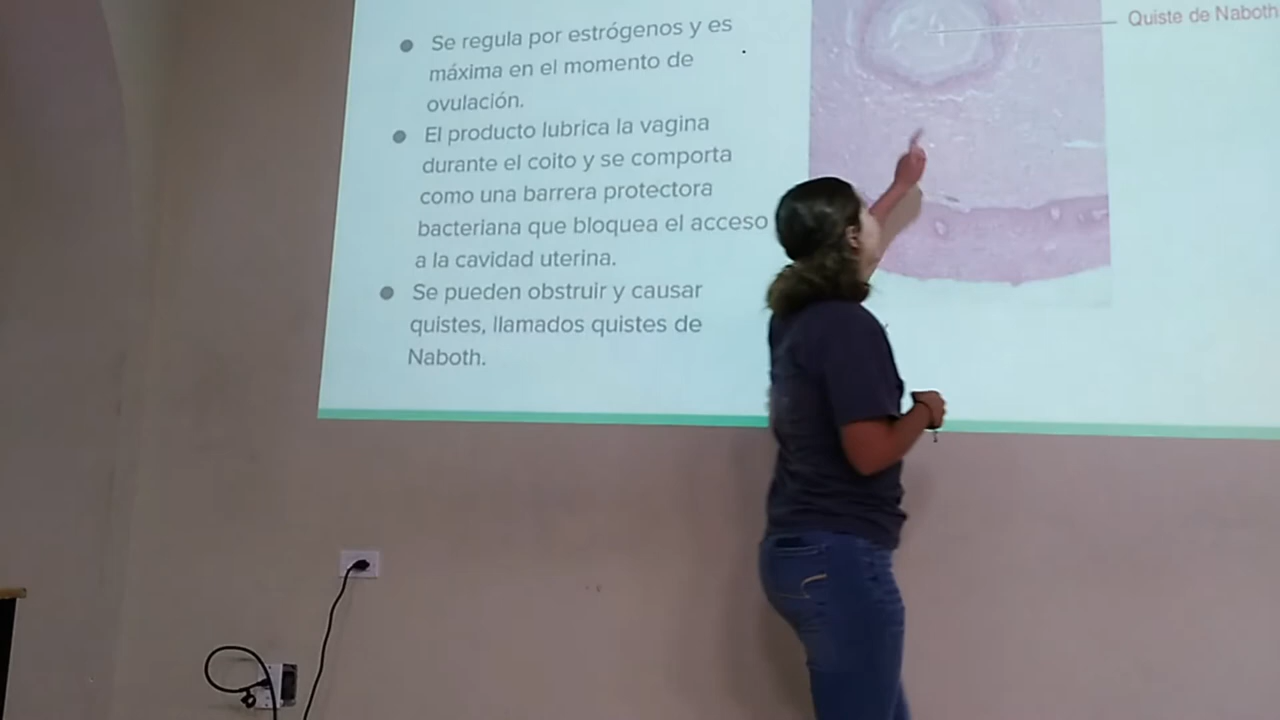 Se regula por estrógenos y es
máxima en el momento de
ovulación.
El producto lubrica la vagina
durante el coito y se comporta
como una barrera protectora
bacteriana que bloquea el acceso
a la cavidad uterina.
Se pueden obstruir y causar
quistes, llamados quistes de
Naboth.
Quiste de Naboth